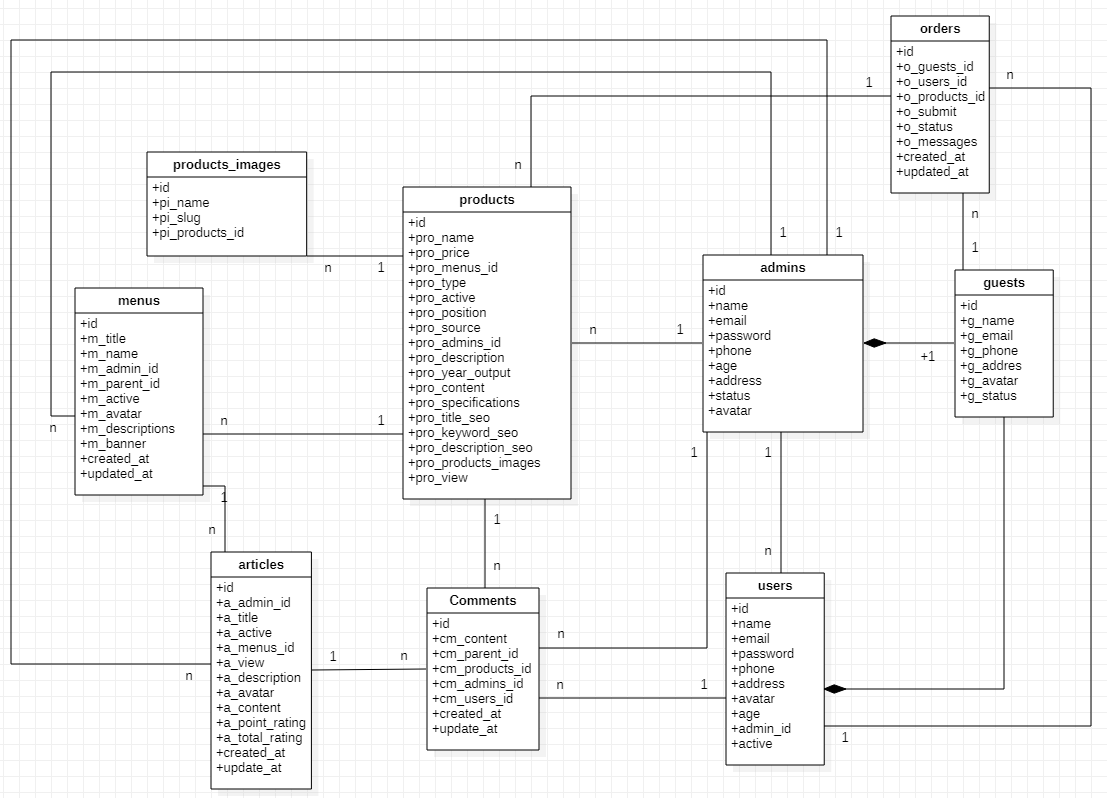 orders
+id
+o_guests_id
+o_users_id
+o_products_id
+o_submit
+o_status
+o_messages
+created_at
+updated_at
n
1
n
products_images
+id
+pi_name
+pi_slug
+pi_products_id
products
+id
+pro_name
+pro_price
+pro_menus_id
+pro_type
+pro_active
+pro_position
+pro_source
+pro_admins_id
+pro_description
+pro_year_output
+pro_content
+pro_specifications
+pro_title_seo
+pro_keyword_seo
+pro_description_seo
+pro_products_images
+pro_view
n
1
1
1
n
1
admins
+id
+name
+email
+password
+phone
+age
+address
+status
+avatar
guests
+id
+g_name
+g_email
+g_phone
+g_addres
+g_avatar
+g_status
n
1
+1
menus
+id
+m_title
+m_name
+m_admin_id
+m_parent_id
+m_active
+m_avatar
+m_descriptions
+m_banner
+created_at
+updated_at
n
n
1
1
1
1
n
1
n
n
n
articles
+id
+a_admin_id
+a_title
+a_active
+a_menus_id
+a_view
+a_description
+a_avatar
+a_content
+a_point_rating
+a_total_rating
+created_at
+update_at
n
1
n
Comments
+id
+cm_content
+cm_parent_id
+cm_products_id
+cm_admins_id
+cm_users_id
+created_at
+update_at
n
n
1
users
+id
+name
+email
+password
+phone
+address
+avatar
+age
+admin_id
+active
1